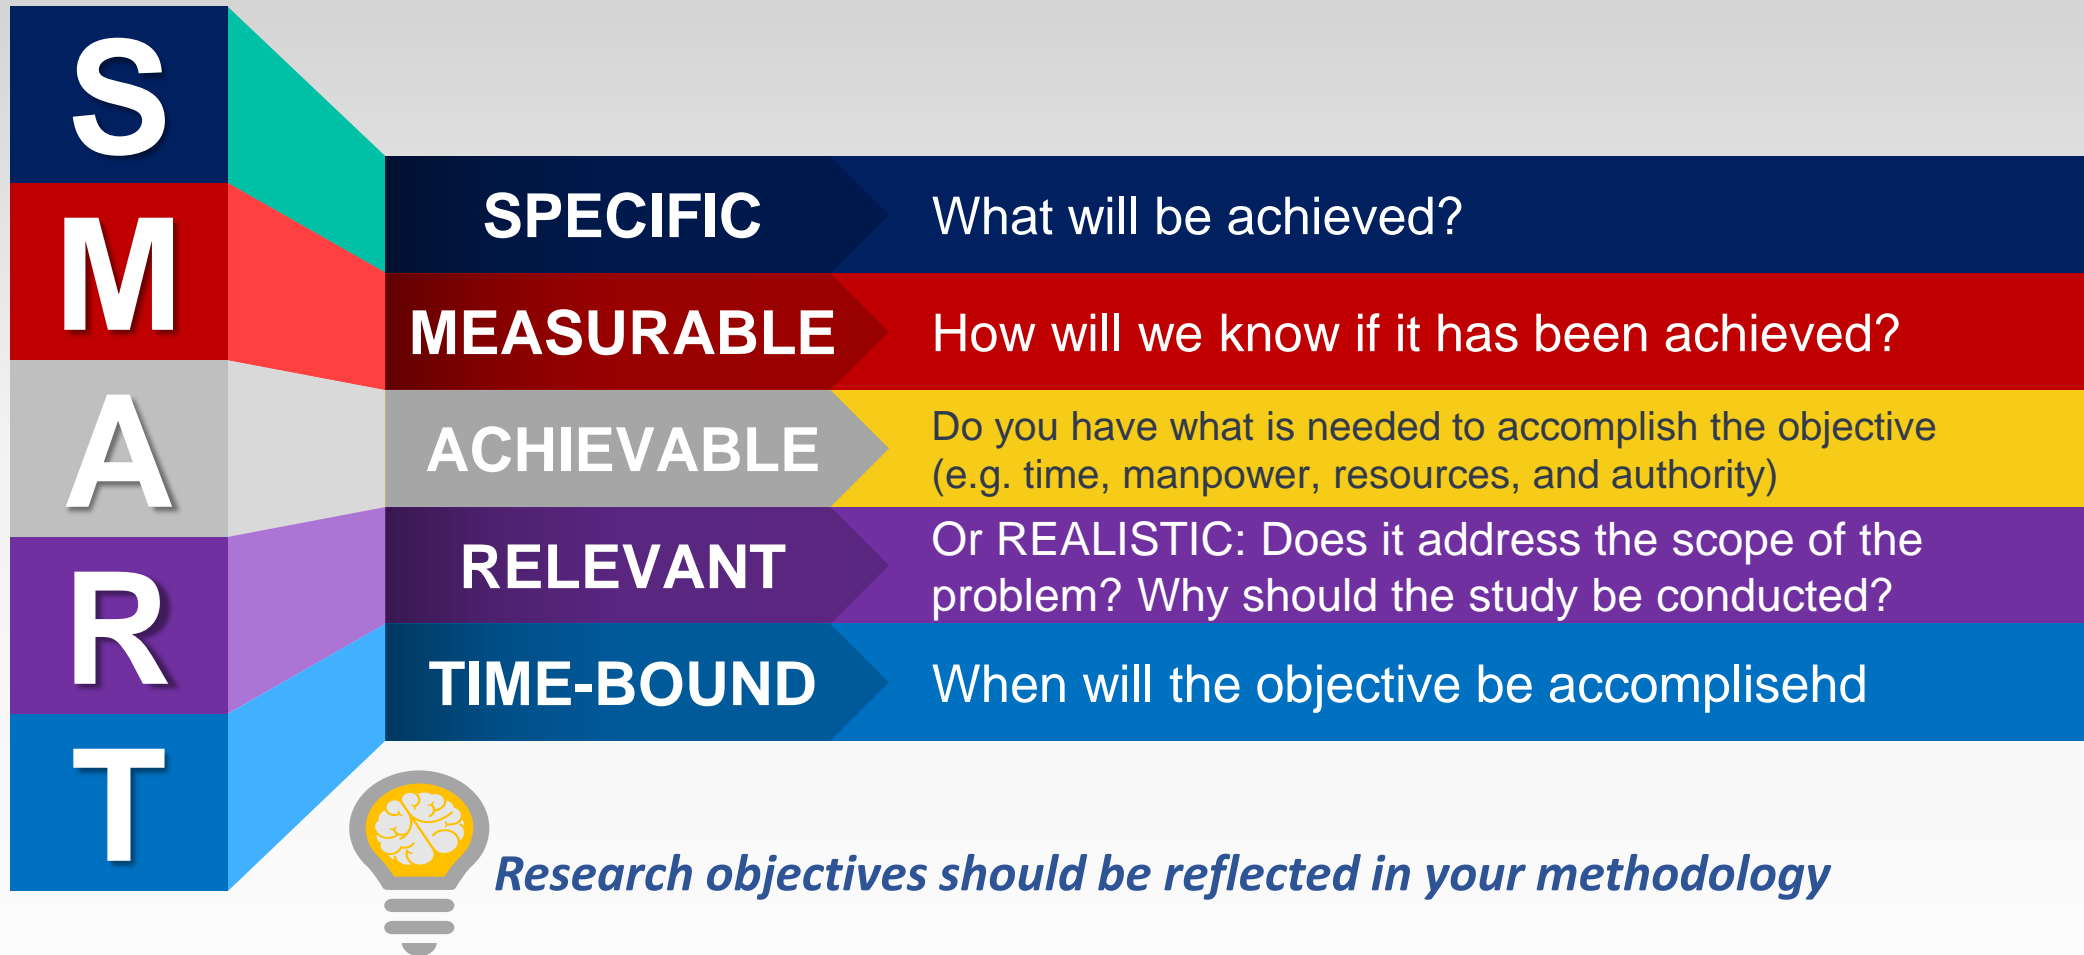 S
M
A
R
T
SPECIFIC
What will be achieved?
MEASURABLE
How will we know if it has been achieved?
ACHIEVABLE
Do you have what is needed to accomplish the objective
(e.g. time, manpower, resources, and authority)
RELEVANT
Or REALISTIC: Does it address the scope of the
problem? Why should the study be conducted?
TIME-BOUND
When will the objective be accomplisehd
Research objectives should be reflected in your methodology